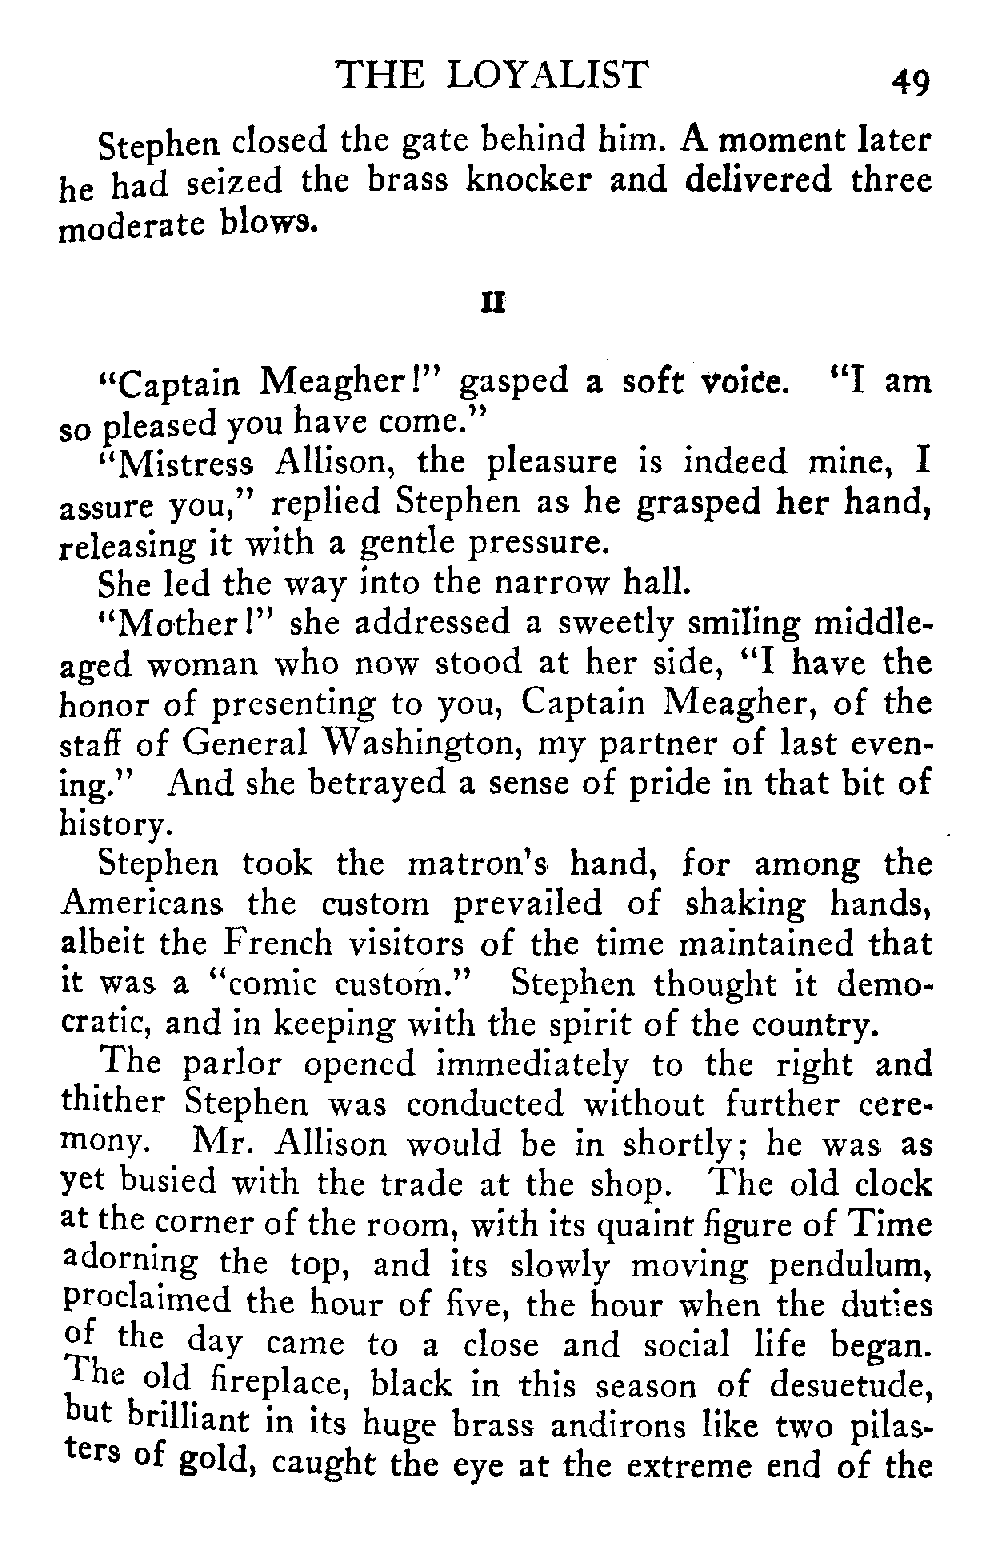 THE LOYALIST 49
Stephen closed the gate behind him. A moment later
he had seized the brass knocker and delivered three
moderate blows.
II
“Captain Meagher!” gasped a soft voice. “I am
so pleased you have come.”
“Mistress Allison, the pleasure is indeed mine, I
assure you,” replied Stephen as he grasped her hand,
releasing it with a gentle pressure.
She led the way into the narrow hall.
“Mother!” she addressed a sweetly smiling middle-
aged woman who now stood at her side, “I have the
honor of presenting to you, Captain Meagher, of the
staff of General Washington, my partner of last even-
ing.” And she betrayed a sense of pride in that bit of
history.
Stephen took the matron’s hand, for among the
Americans the custom prevailed of shaking hands,
albeit the French visitors of the time maintained that
it was a “comic custom.” Stephen thought it demo-
cratic, and in keeping with the spirit of the country.
The parlor opened immediately to the right and
thither Stephen was conducted without further cere-
mony. Mr. Allison would be in shortly; he was as
yet busied with the trade at the shop. The old clock
at the corner of the room, with its quaint figure of Time
adorning the top, and its slowly moving pendulum,
proclaimed the hour of five, the hour when the duties
of the day came to a close and social life began.
The old fireplace, black in this season of desuetude,
but brilliant in its huge brass andirons like two pilas-
ters of gold, caught the eye at the extreme end of the